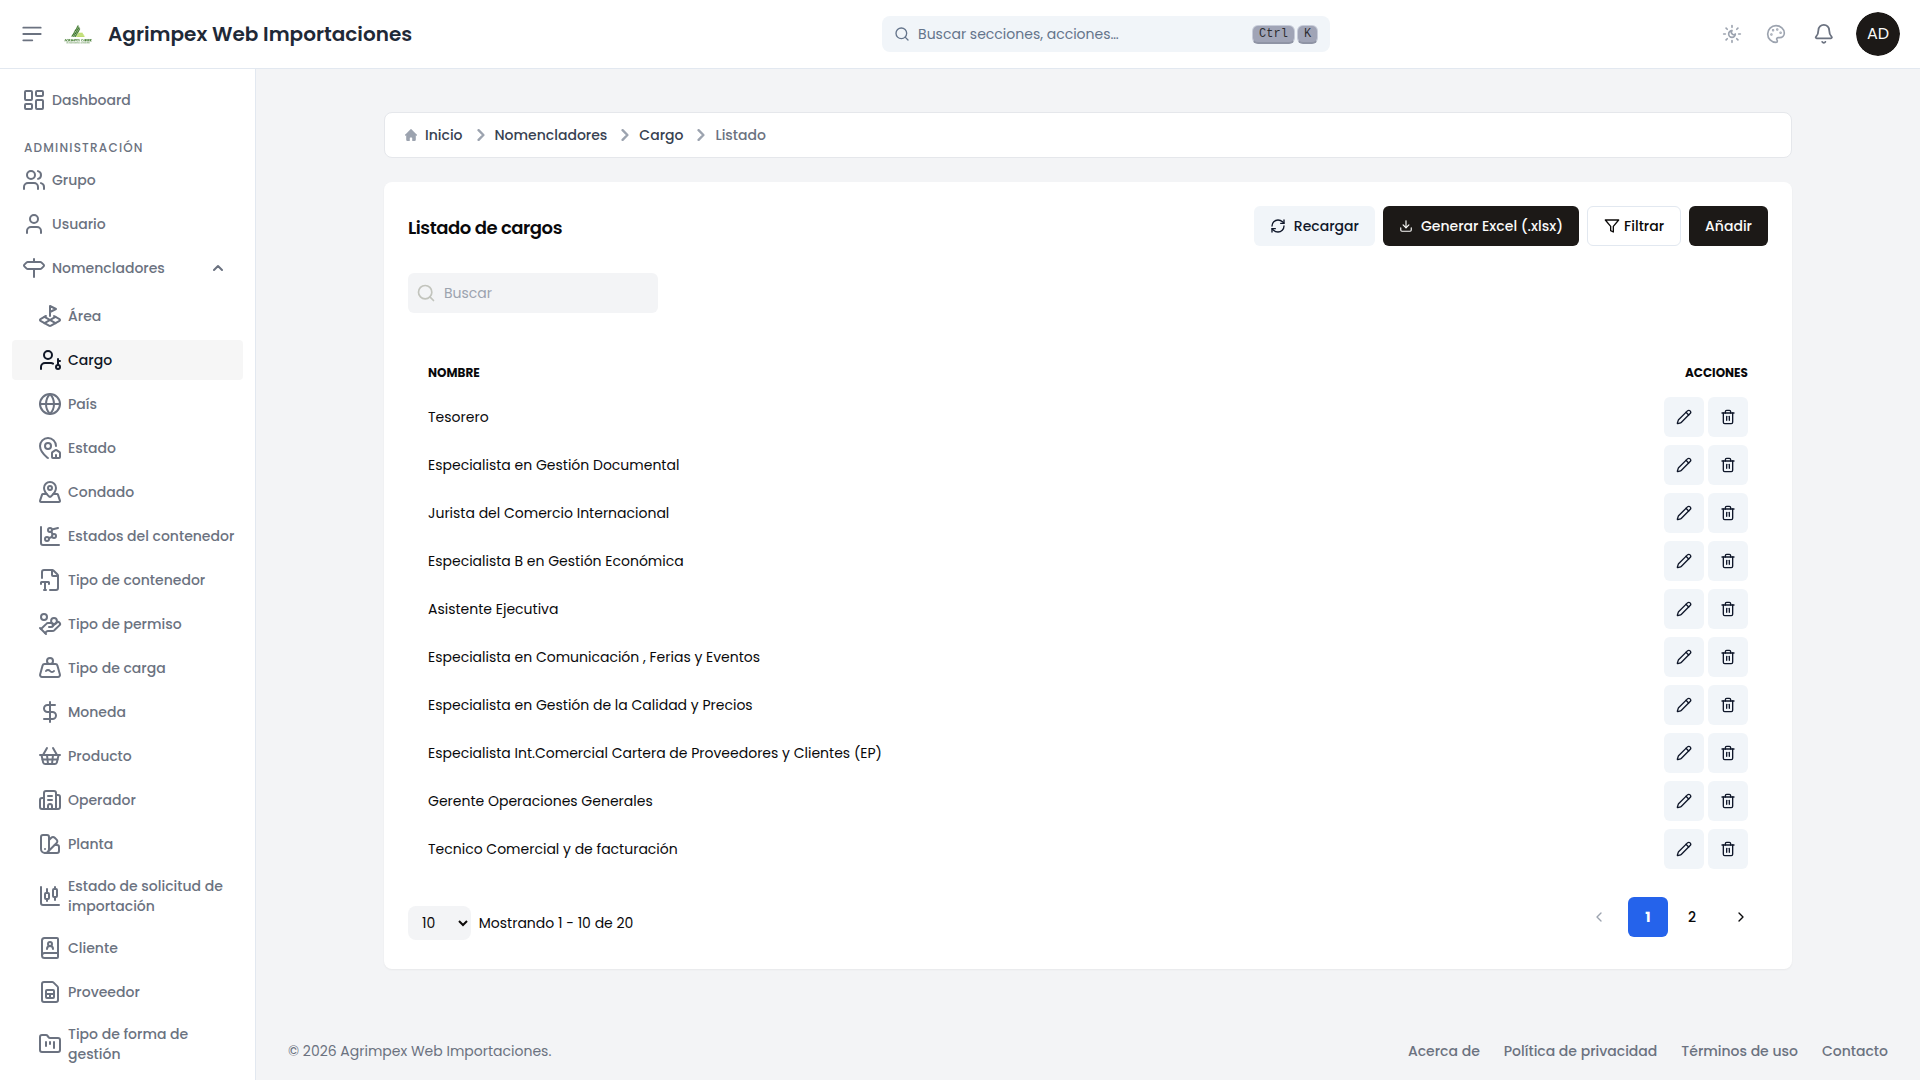 Agrimpex Web Importaciones
Buscar secciones, acciones...
Ctrl K
AD
Dashboard
ADMINISTRACIÓN
Grupo
Usuario
Nomencladores
Área
Cargo
País
Estado
Condado
Estados del contenedor
Tipo de contenedor
Tipo de permiso
Tipo de carga
Moneda
Producto
Operador
Planta
Estado de solicitud de
importación
Cliente
Proveedor
Tipo de forma de
gestión
Inicio
Nomencladores
Cargo
Listado
Listado de cargos
Recargar
Generar Excel (.xlsx)
Filtrar
Añadir
Buscar
NOMBRE
ACCIONES
Tesorero
Especialista en Gestión Documental
Jurista del Comercio Internacional
Especialista B en Gestión Económica
Asistente Ejecutiva
Especialista en Comunicación , Ferias y Eventos
Especialista en Gestión de la Calidad y Precios
Especialista Int.Comercial Cartera de Proveedores y Clientes (EP)
Gerente Operaciones Generales
Tecnico Comercial y de facturación
10
Mostrando 1 - 10 de 20
1
2
© 2026 Agrimpex Web Importaciones.
Acerca de
Política de privacidad
Términos de uso
Contacto